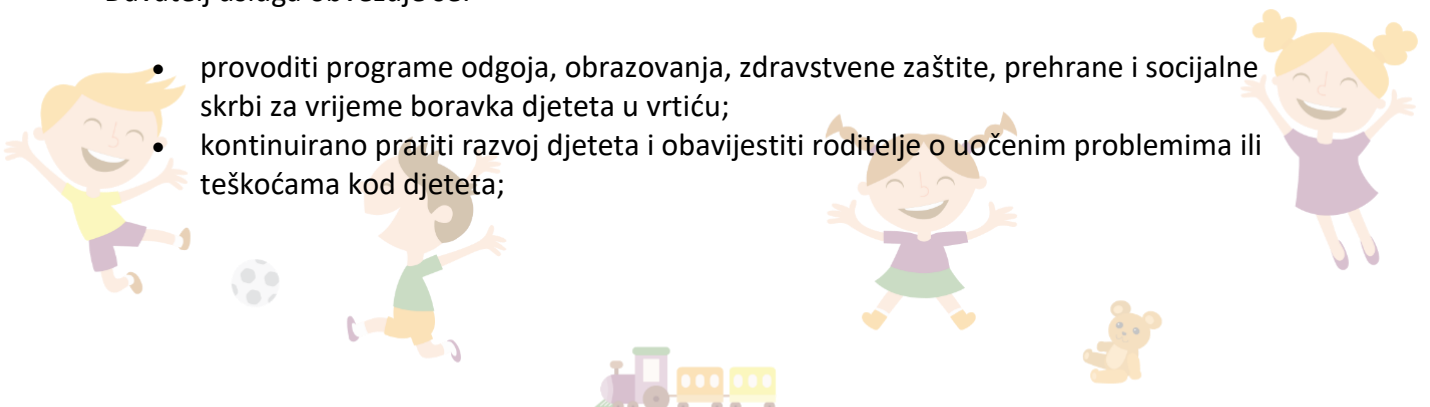 • provoditi programe odgoja, obrazovanja, zdravstvene zaštite, prehrane i socijalne
skrbi za vrijeme boravka djeteta u vrtiću;
• kontinuirano pratiti razvoj djeteta i obavijestiti roditelje o uočenim problemima ili
teškoćama kod djeteta;